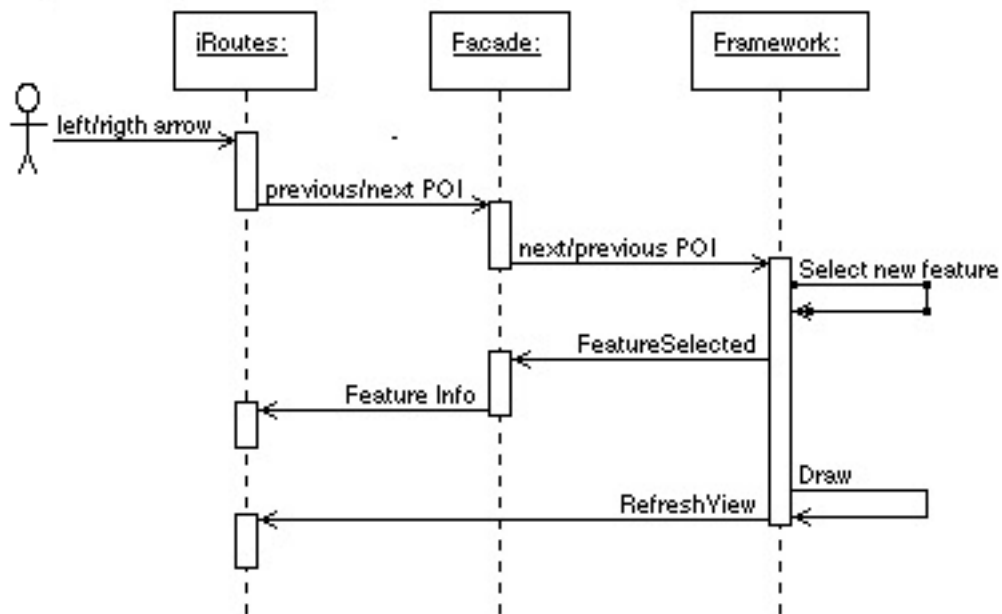 iRoutes:
Facade:
Framework:
left/rigth arrow
previous/next POI
next/previous POI
Select new feature
FeatureSelected
Feature Info
Draw
RefreshView